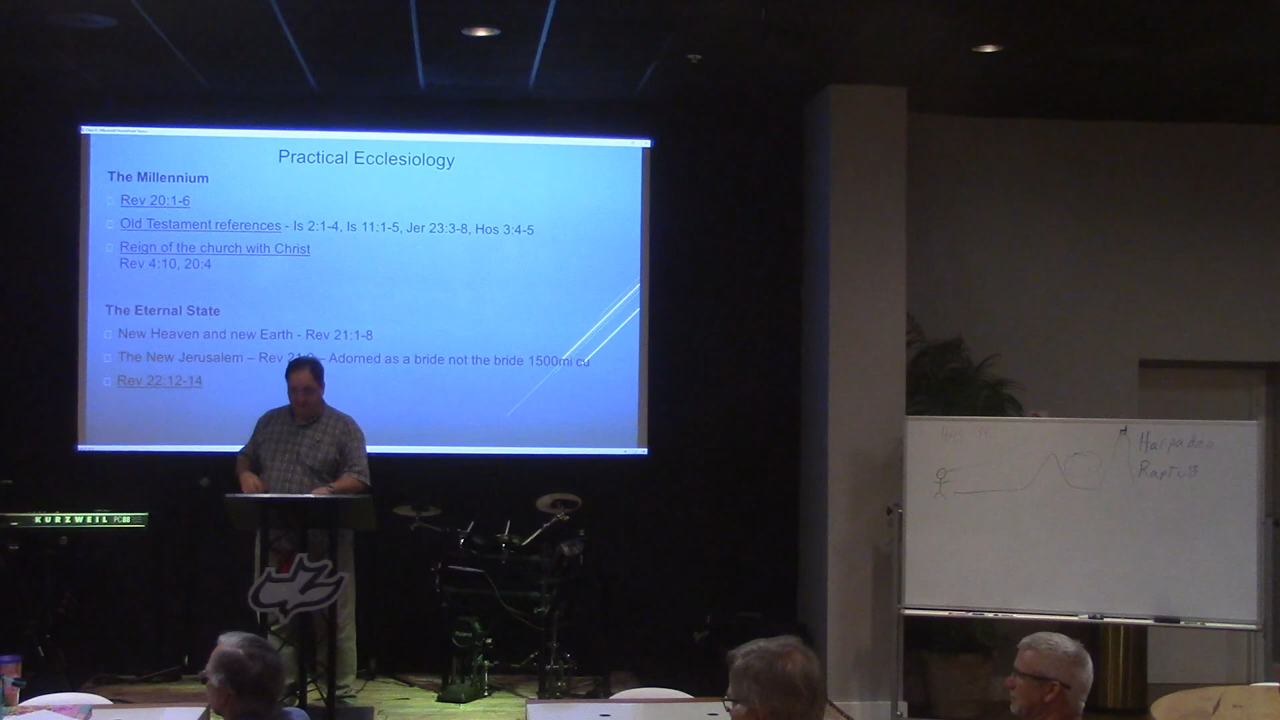 Practical Ecclesiology
The Millennium
Rev 20:1-6
Old Testament references - Is 2:1-4, Is 11:1-5, Jer 23:3-8, Hos 3:4-5
Reign of the church with Christ
Rev 4:10, 20:4
The Eternal State
New Heaven and new Earth - Rev 21:1-8
The New Jerusalem – Rev – Adorned as a bride not the bride 1500mi cu
Rev 22:12-14
KURZWEIL PC88
Raptus